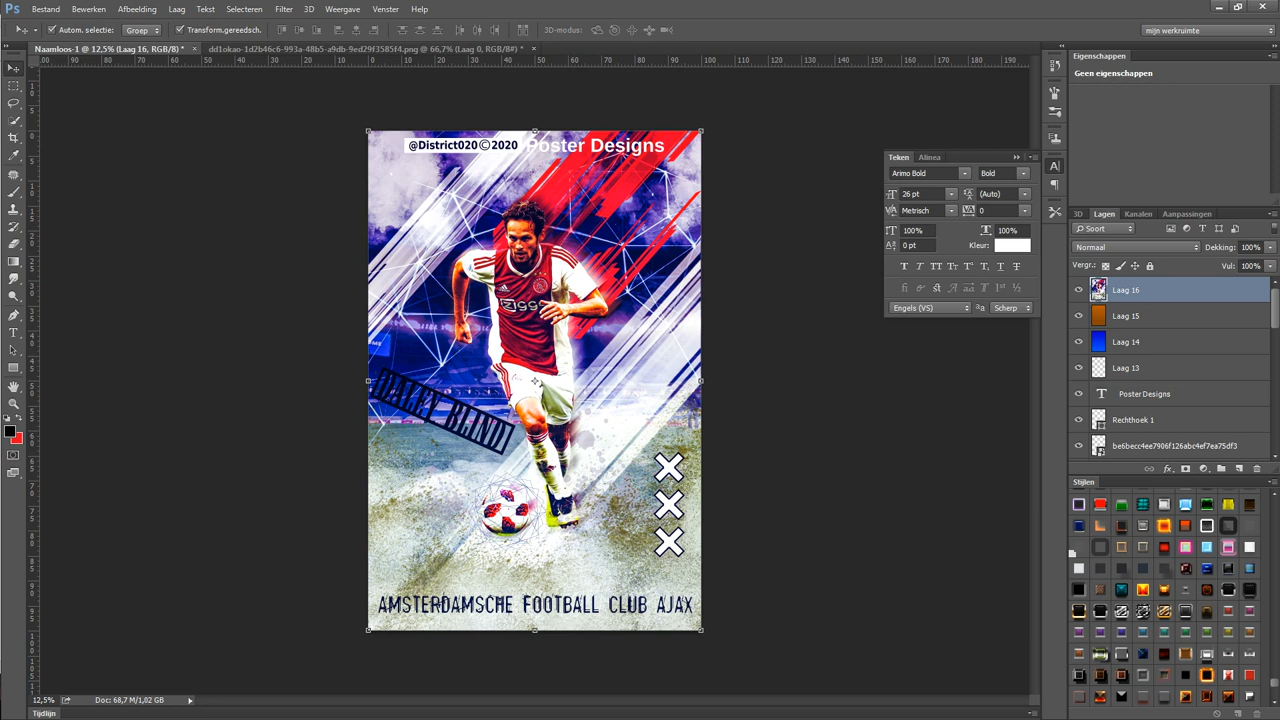 Ps Bestand Bewerken Afbeelding Laag Tekst Selecteren Filter 3D Weergave Venster Help
Autom. selectie: Groep Transform.gereedsch. 3D-modus: mijn werkruimte
Naamloos-1 @ 12,5% (Laag 16, RGB/8) * × dd1okao-1d2b46c6-993a-48b5-a9db-9ed29f3585f4.png @ 66,7% (Laag 0, RGB/8#) * ×
Eigenschappen
Geen eigenschappen
@District020©2020 Poster Designs
Teken Alinea
Arimo Bold Bold
26 pt (Auto)
Metrisch 0
100% 100%
0 pt Kleur:
Engels (VS) aa Scherp
3D Lagen Kanalen Aanpassingen
Soort
Normaal Dekking: 100%
Vergr.: Vul: 100%
Laag 16
Laag 15
Laag 14
Laag 13
T Poster Designs
Rechthoek 1
be6becc4ee7906f126abc4ef7ea75df3
Stijlen
DALEY BLIND
AMSTERDAMSCHE FOOTBALL CLUB AJAX
12,5% Doc: 68,7 M/1,02 GB
Tijdlijn